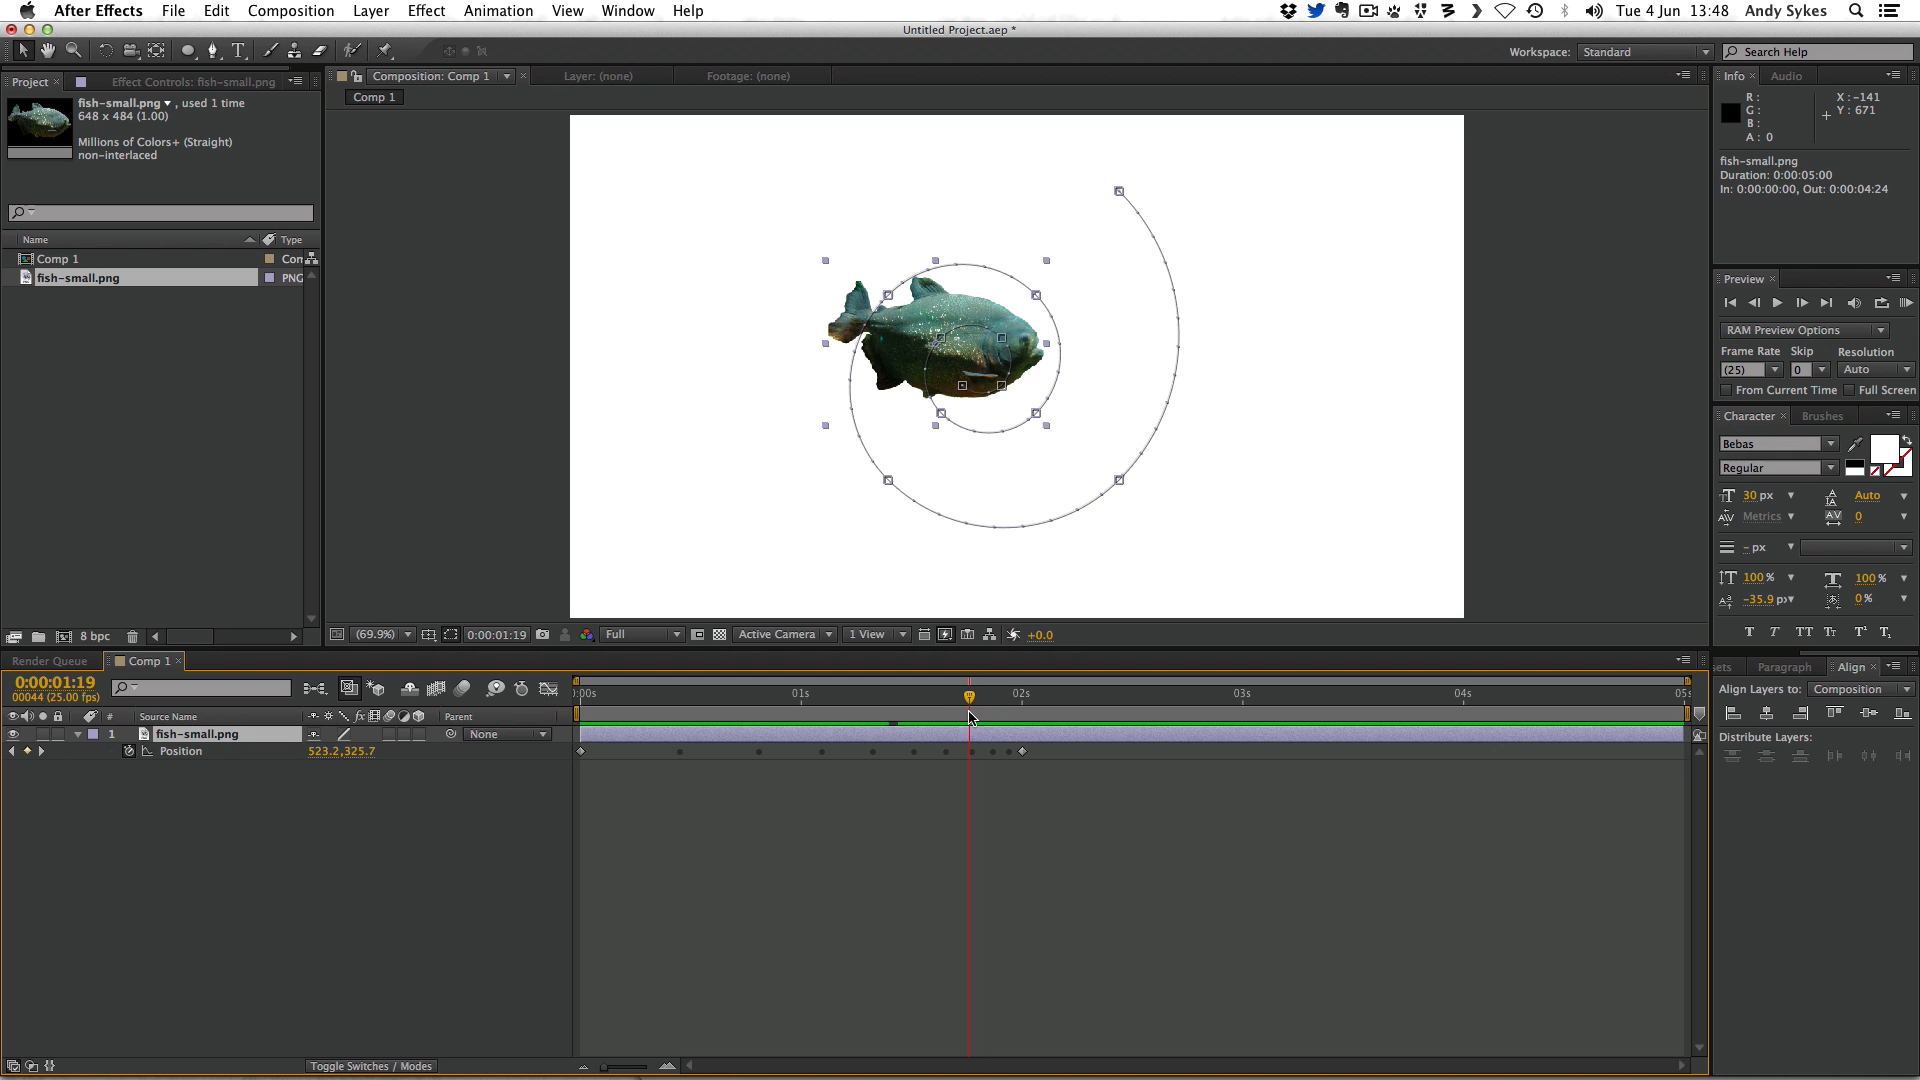 After Effects File Edit Composition Layer Effect Animation View Window Help Tue 4 Jun 13:48 Andy Sykes
Untitled Project.aep *
T Workspace: Standard Search Help
Project × Effect Controls: fish-small.png
Composition: Comp 1 × Layer: (none) Footage: (none)
Info × Audio
Comp 1
fish-small.png , used 1 time
648 x 484 (1.00)
Millions of Colors+ (Straight)
non-interlaced
R :
G :
B :
A : 0
X : -141
Y : 671
fish-small.png
Duration: 0:00:05:00
In: 0:00:00:00, Out: 0:00:04:24
Name Type
Comp 1 Con
fish-small.png PNG
Preview ×
RAM Preview Options
Frame Rate Skip Resolution
(25) 0 Auto
From Current Time Full Screen
Character × Brushes
Bebas
Regular
30 px Auto
Metrics 0
- px
100 % 100 %
-35.9 px 0 %
T T TT Tt T¹ T₁
8 bpc
(69.9%) 0:00:01:19 Full Active Camera 1 View +0.0
Render Queue Comp 1 ×
sets Paragraph Align ×
0:00:01:19
00044 (25.00 fps)
:00s 01s 02s 03s 04s 05s
Align Layers to: Composition
# Source Name fx Parent
1 fish-small.png None
Distribute Layers:
Position 523.2,325.7
Toggle Switches / Modes